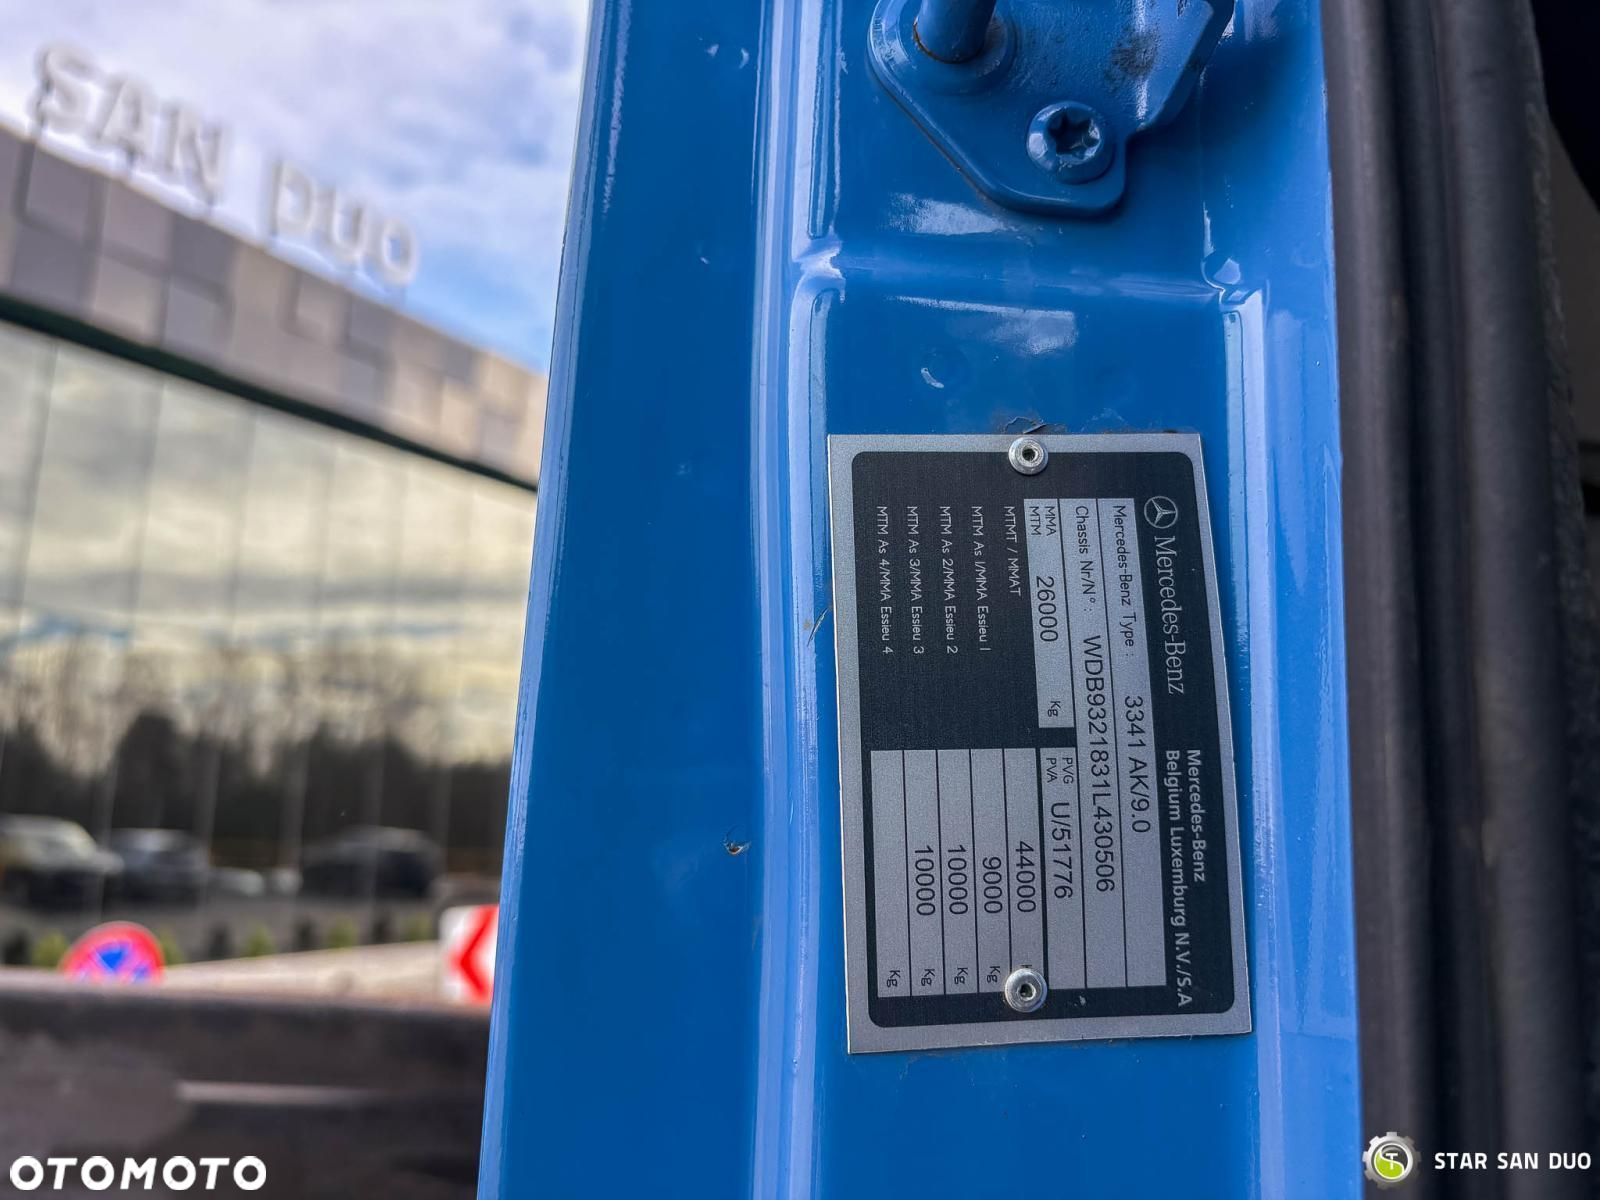 SAN DUO
Mercedes-Benz
Mercedes-Benz
Belgium Luxemburg N.V./S.A
Mercedes-Benz Type : 3341 AK/9.0
Chassis Nr/N° : WDB9321831L430506
MMA
MTM 26000 Kg
PVG
PVA U/51776
MTMT / MMAT 44000
MTM As 1/MMA Essieu 1 9000 Kg
MTM As 2/MMA Essieu 2 10000 Kg
MTM As 3/MMA Essieu 3 10000 Kg
MTM As 4/MMA Essieu 4 Kg
OTOMOTO
STAR SAN DUO